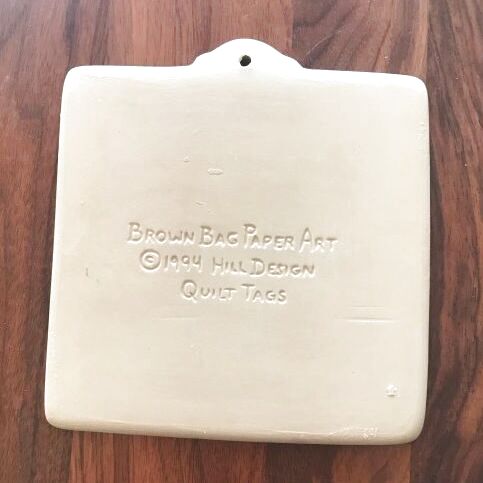 Brown Bag Paper Art
©1994 Hill Design
Quilt Tags